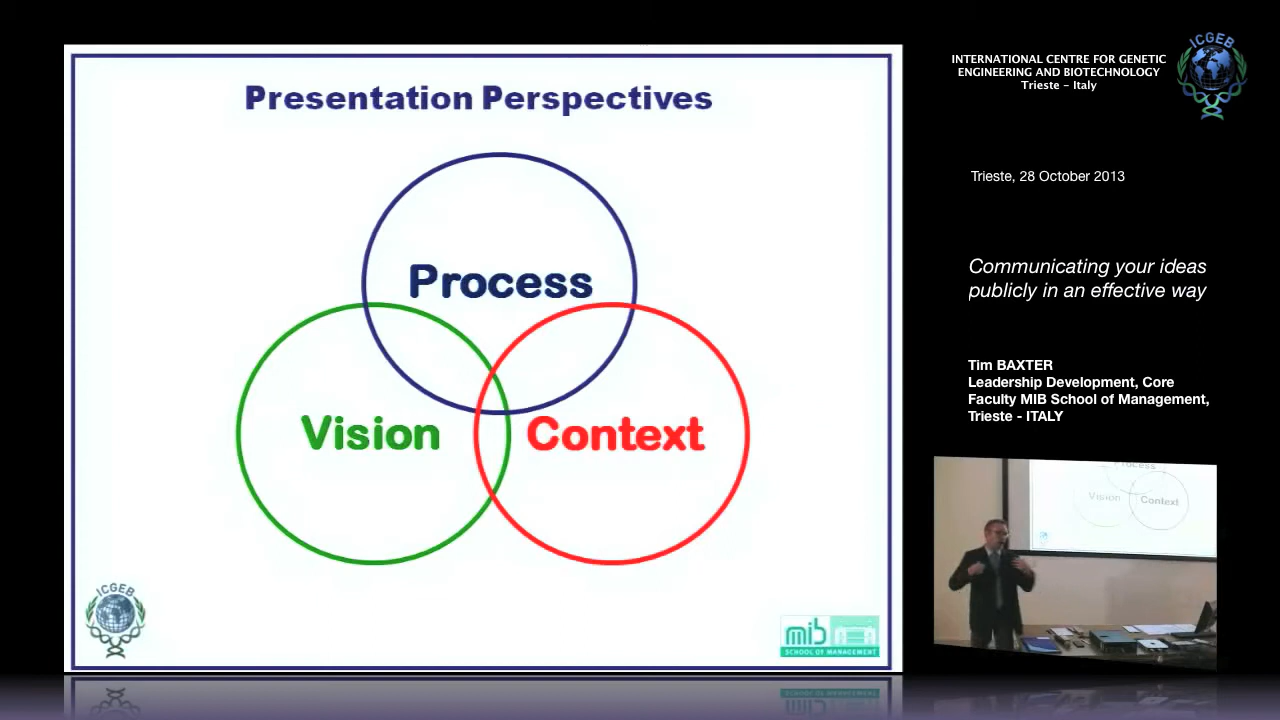 Presentation Perspectives
Process
Vision
Context
ICGEB
mib
SCHOOL OF MANAGEMENT
INTERNATIONAL CENTRE FOR GENETIC
ENGINEERING AND BIOTECHNOLOGY
Trieste - Italy
ICGEB
Trieste, 28 October 2013
Communicating your ideas
publicly in an effective way
Tim BAXTER
Leadership Development, Core
Faculty MIB School of Management,
Trieste - ITALY
Process
Vision
Context